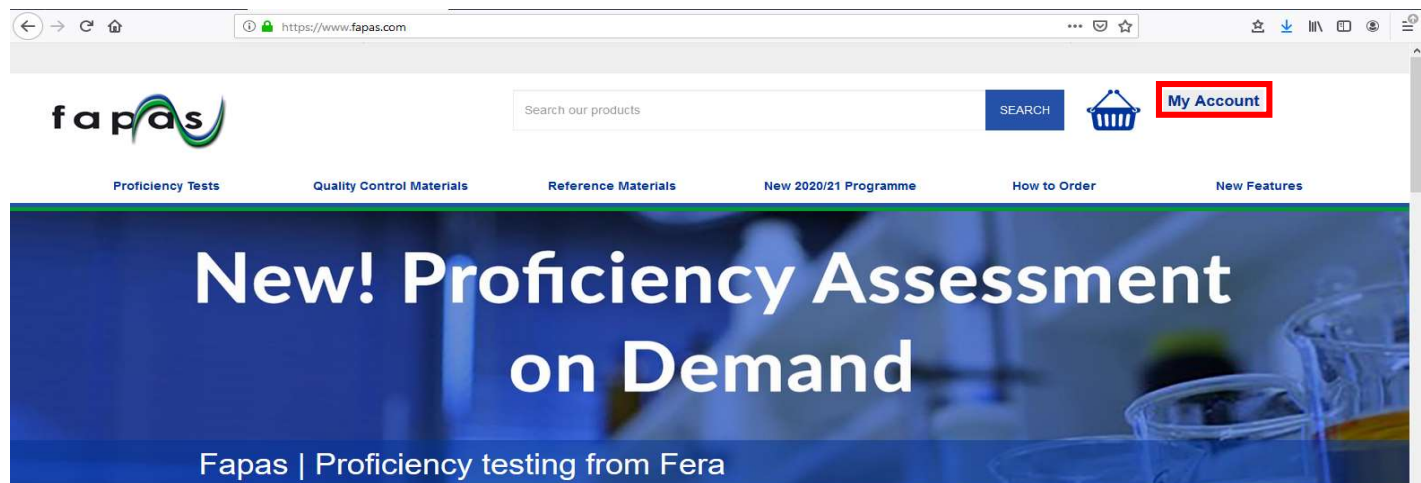 https://www.fapas.com
fapas
Search our products
SEARCH
My Account
Proficiency Tests
Quality Control Materials
Reference Materials
New 2020/21 Programme
How to Order
New Features
New! Proficiency Assessment
on Demand
Fapas | Proficiency testing from Fera